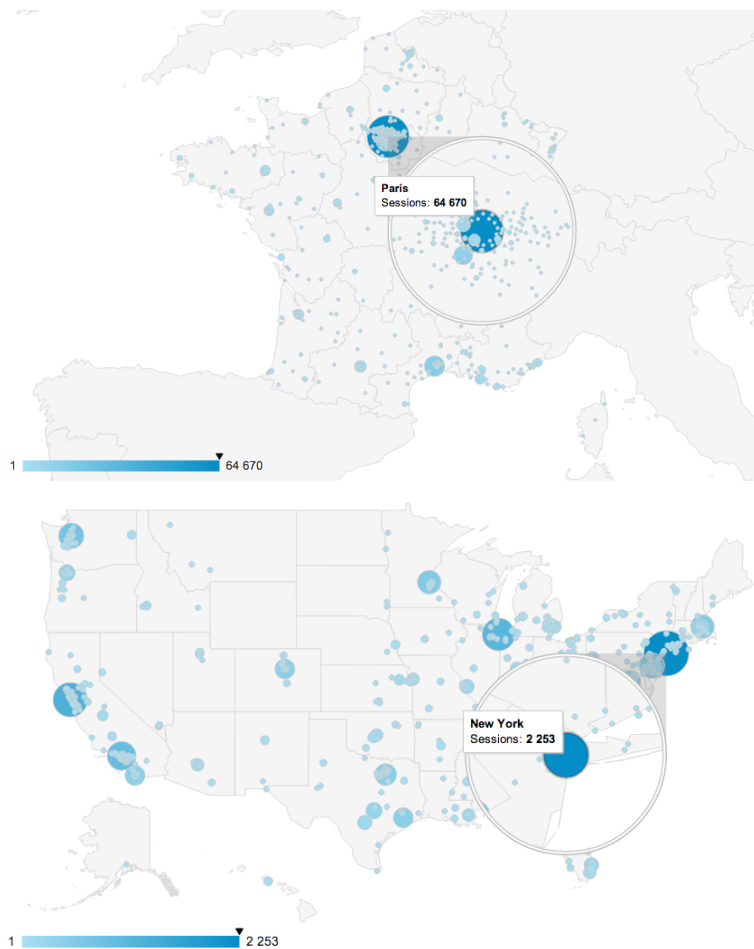 Paris
Sessions: 64 670
1 64 670
New York
Sessions: 2 253
1 2 253